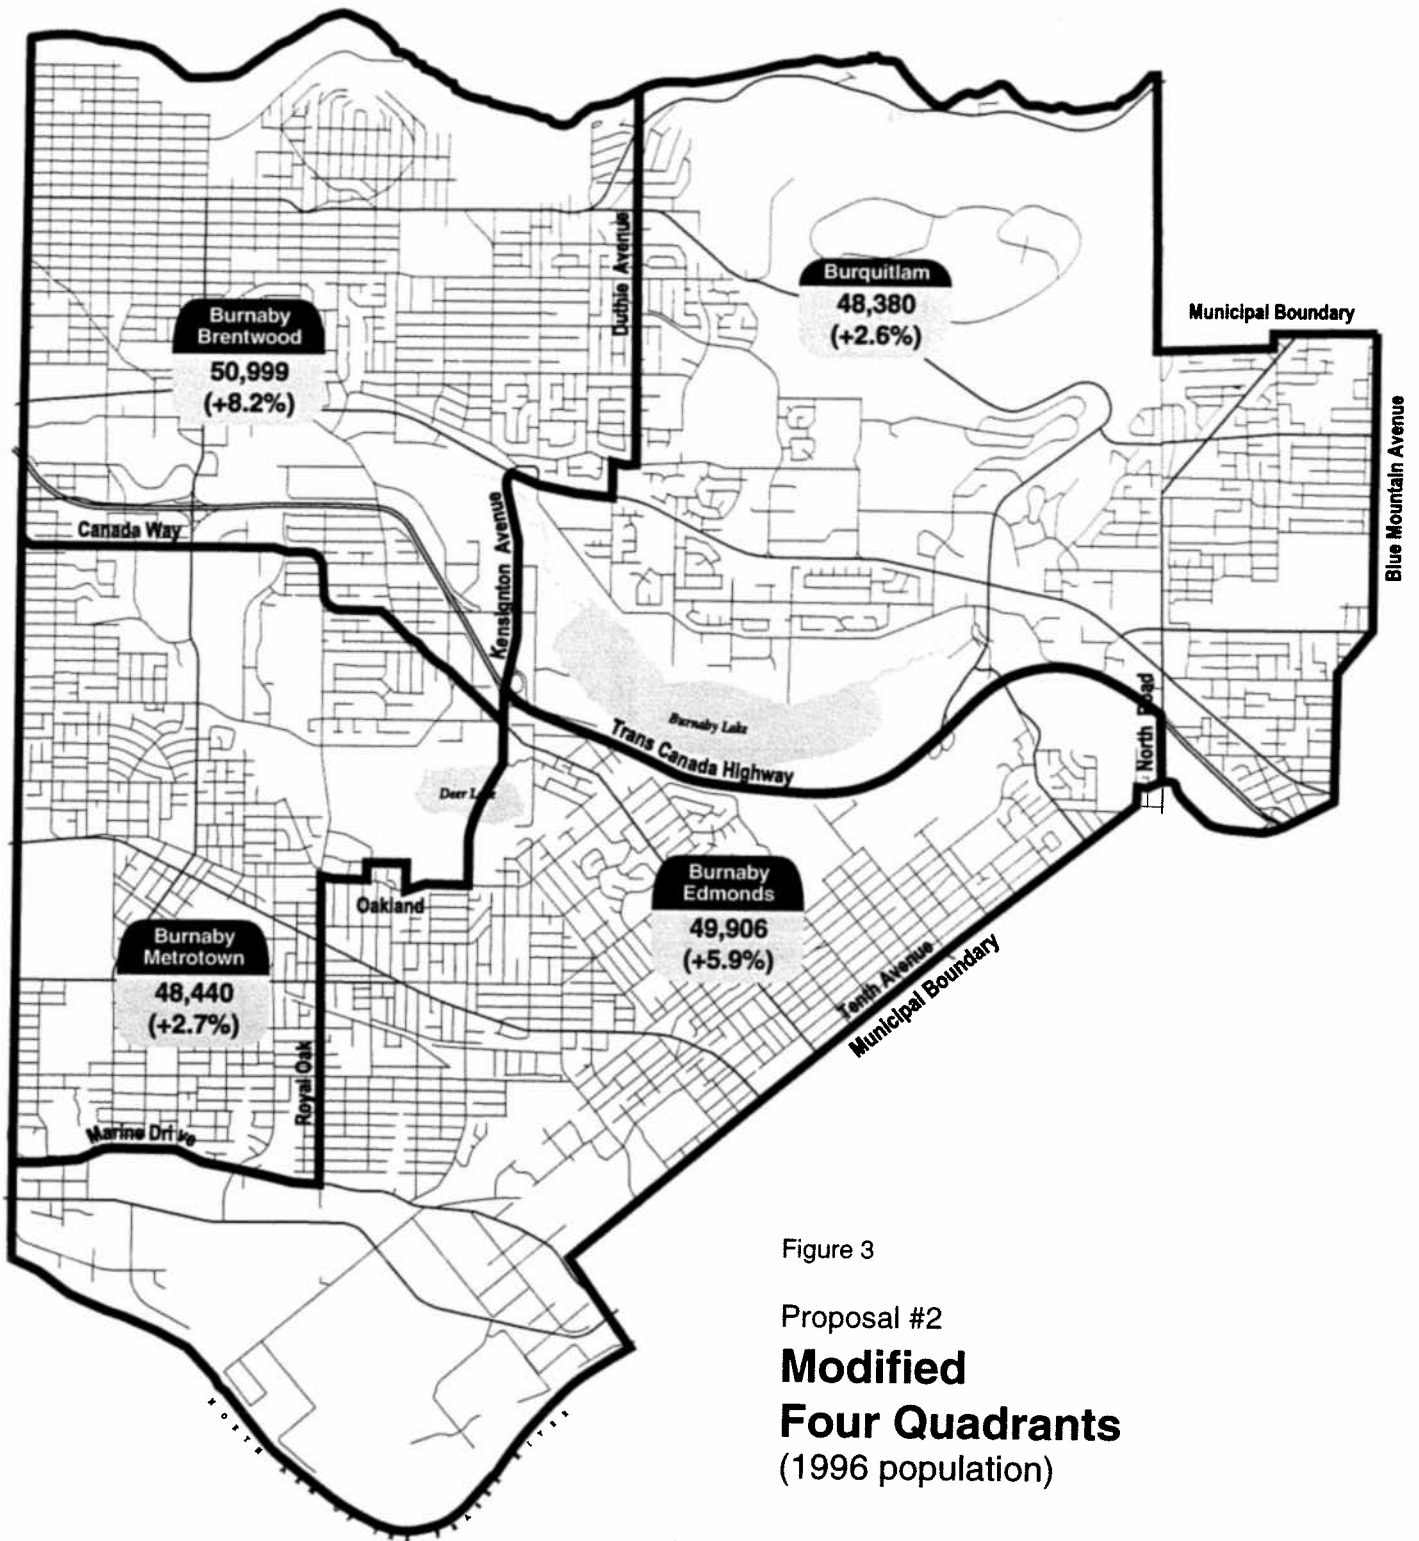 Duthie Avenue
Burquitlam
48,380
(+2.6%)
Municipal Boundary
Burnaby
Brentwood
50,999
(+8.2%)
Blue Mountain Avenue
Canada Way
Kensignton Avenue
North Road
Burnaby Lake
Trans Canada Highway
Deer Lake
Burnaby
Edmonds
49,906
(+5.9%)
Oakland
Burnaby
Metrotown
48,440
(+2.7%)
Tenth Avenue
Municipal Boundary
Royal Oak
Marine Drive
Figure 3
Proposal #2
Modified
Four Quadrants
(1996 population)
NORTH
RIVER